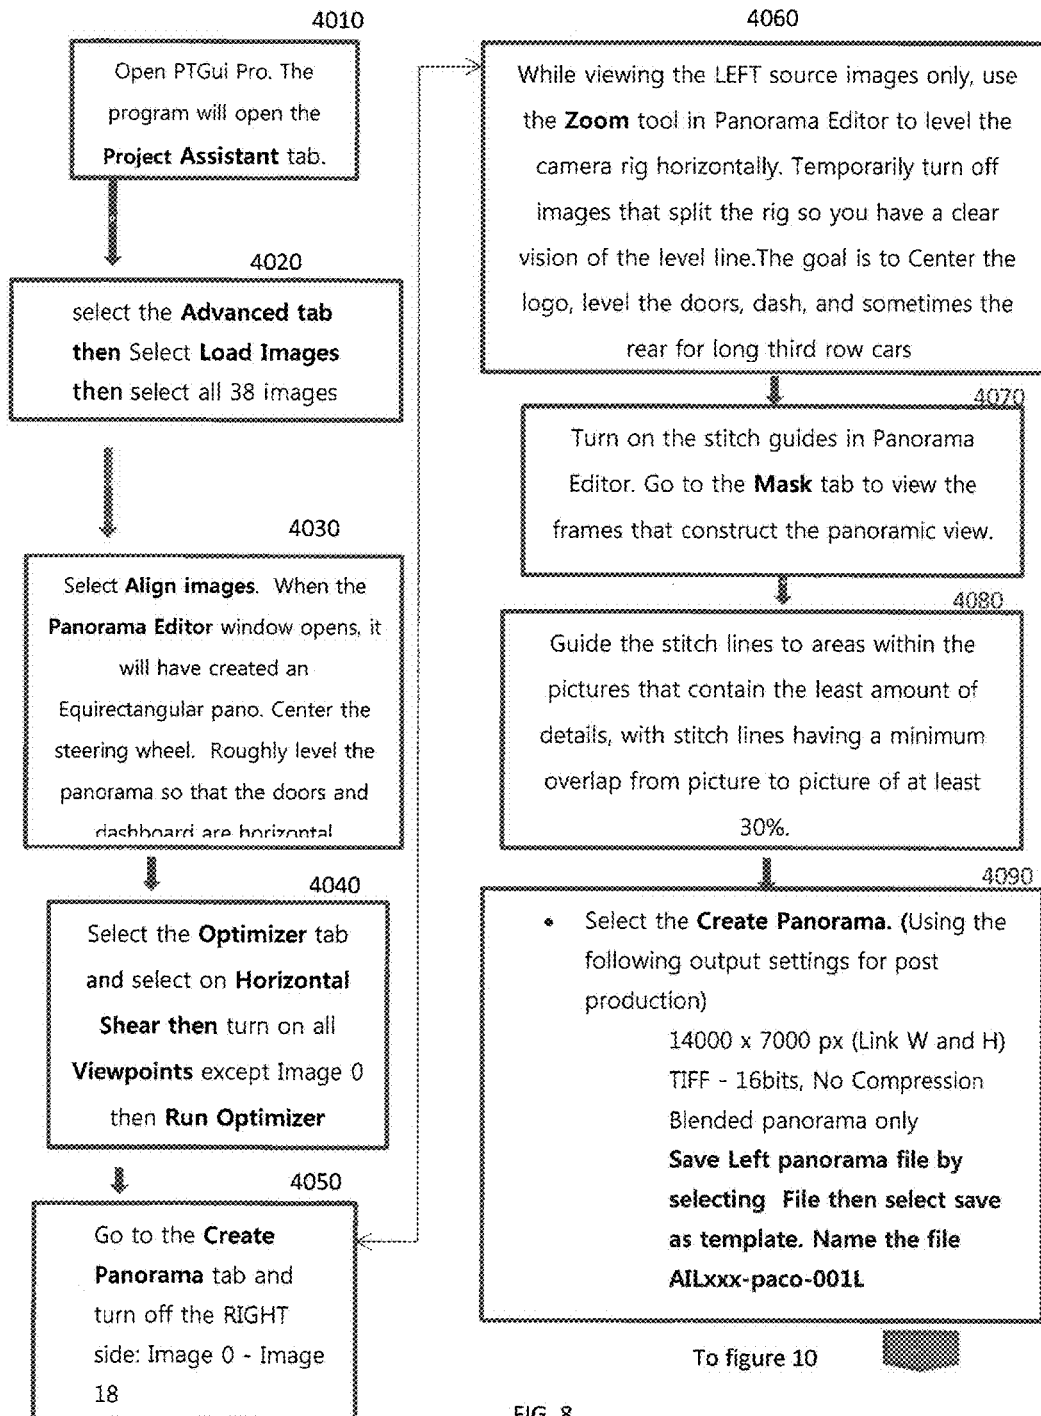 4010
Open PTGui Pro. The
program will open the
Project Assistant tab.
4020
select the Advanced tab
then Select Load Images
then select all 38 images
4030
Select Align images. When the
Panorama Editor window opens, it
will have created an
Equirectangular pano. Center the
steering wheel. Roughly level the
panorama so that the doors and
dashboard are horizontal
4040
Select the Optimizer tab
and select on Horizontal
Shear then turn on all
Viewpoints except Image 0
then Run Optimizer
4050
Go to the Create
Panorama tab and
turn off the RIGHT
side: Image 0 - Image
18
4060
While viewing the LEFT source images only, use
the Zoom tool in Panorama Editor to level the
camera rig horizontally. Temporarily turn off
images that split the rig so you have a clear
vision of the level line.The goal is to Center the
logo, level the doors, dash, and sometimes the
rear for long third row cars
4070
Turn on the stitch guides in Panorama
Editor. Go to the Mask tab to view the
frames that construct the panoramic view.
4080
Guide the stitch lines to areas within the
pictures that contain the least amount of
details, with stitch lines having a minimum
overlap from picture to picture of at least
30%.
4090
• Select the Create Panorama. (Using the
following output settings for post
production)
14000 x 7000 px (Link W and H)
TIFF - 16bits, No Compression
Blended panorama only
Save Left panorama file by
selecting File then select save
as template. Name the file
AILxxx-paco-001L
To figure 10
FIG. 8